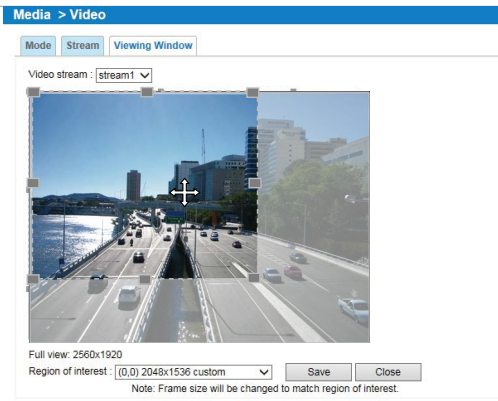 Media > Video
Mode Stream Viewing Window
Video stream : stream1
Full view: 2560x1920
Region of interest : (0,0) 2048x1536 custom Save Close
Note: Frame size will be changed to match region of interest.